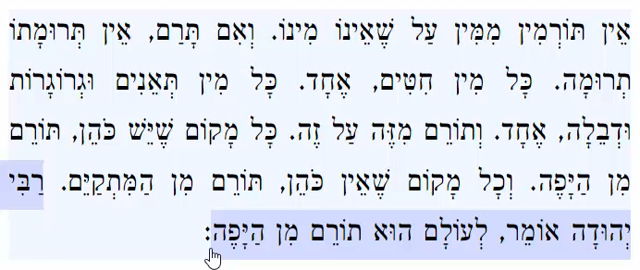 אֵין תּוֹרְמִין מִמִּין עַל שֶׁאֵינוֹ מִינוֹ. וְאִם תָּרַם, אֵין תְּרוּמָתוֹ
תְרוּמָה. כָּל מִין חִטִּים, אֶחָד. כָּל מִין תְּאֵנִים וּגְרוֹגָרוֹת
וּדְבֵלָה, אֶחָד. וְתוֹרֵם מִזֶּה עַל זֶה. כָּל מָקוֹם שֶׁיֵּשׁ כֹּהֵן, תּוֹרֵם
מִן הַיָּפֶה. וְכָל מָקוֹם שֶׁאֵין כֹּהֵן, תּוֹרֵם מִן הַמִּתְקַיֵּם. רַבִּי
יְהוּדָה אוֹמֵר, לְעוֹלָם הוּא תוֹרֵם מִן הַיָּפֶה: